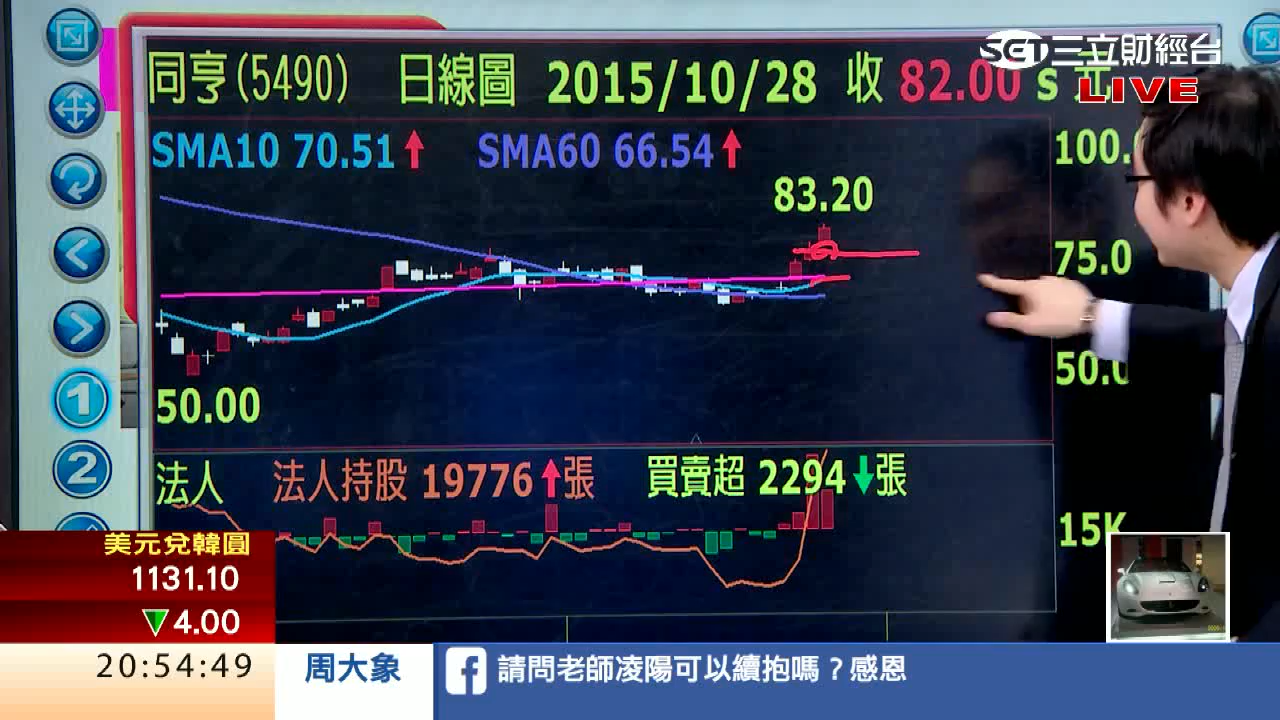 SET三立財經台
LIVE
同亨(5490) 日線圖 2015/10/28 收 82.00 s 元
SMA10 70.51↑ SMA60 66.54↑
100.
83.20
75.0
50.0
50.00
法人 法人持股 19776↑張 買賣超 2294↓張
15K
1
2
美元兌韓圓
1131.10
▼4.00
20:54:49
周大象
f 請問老師凌陽可以續抱嗎？感恩